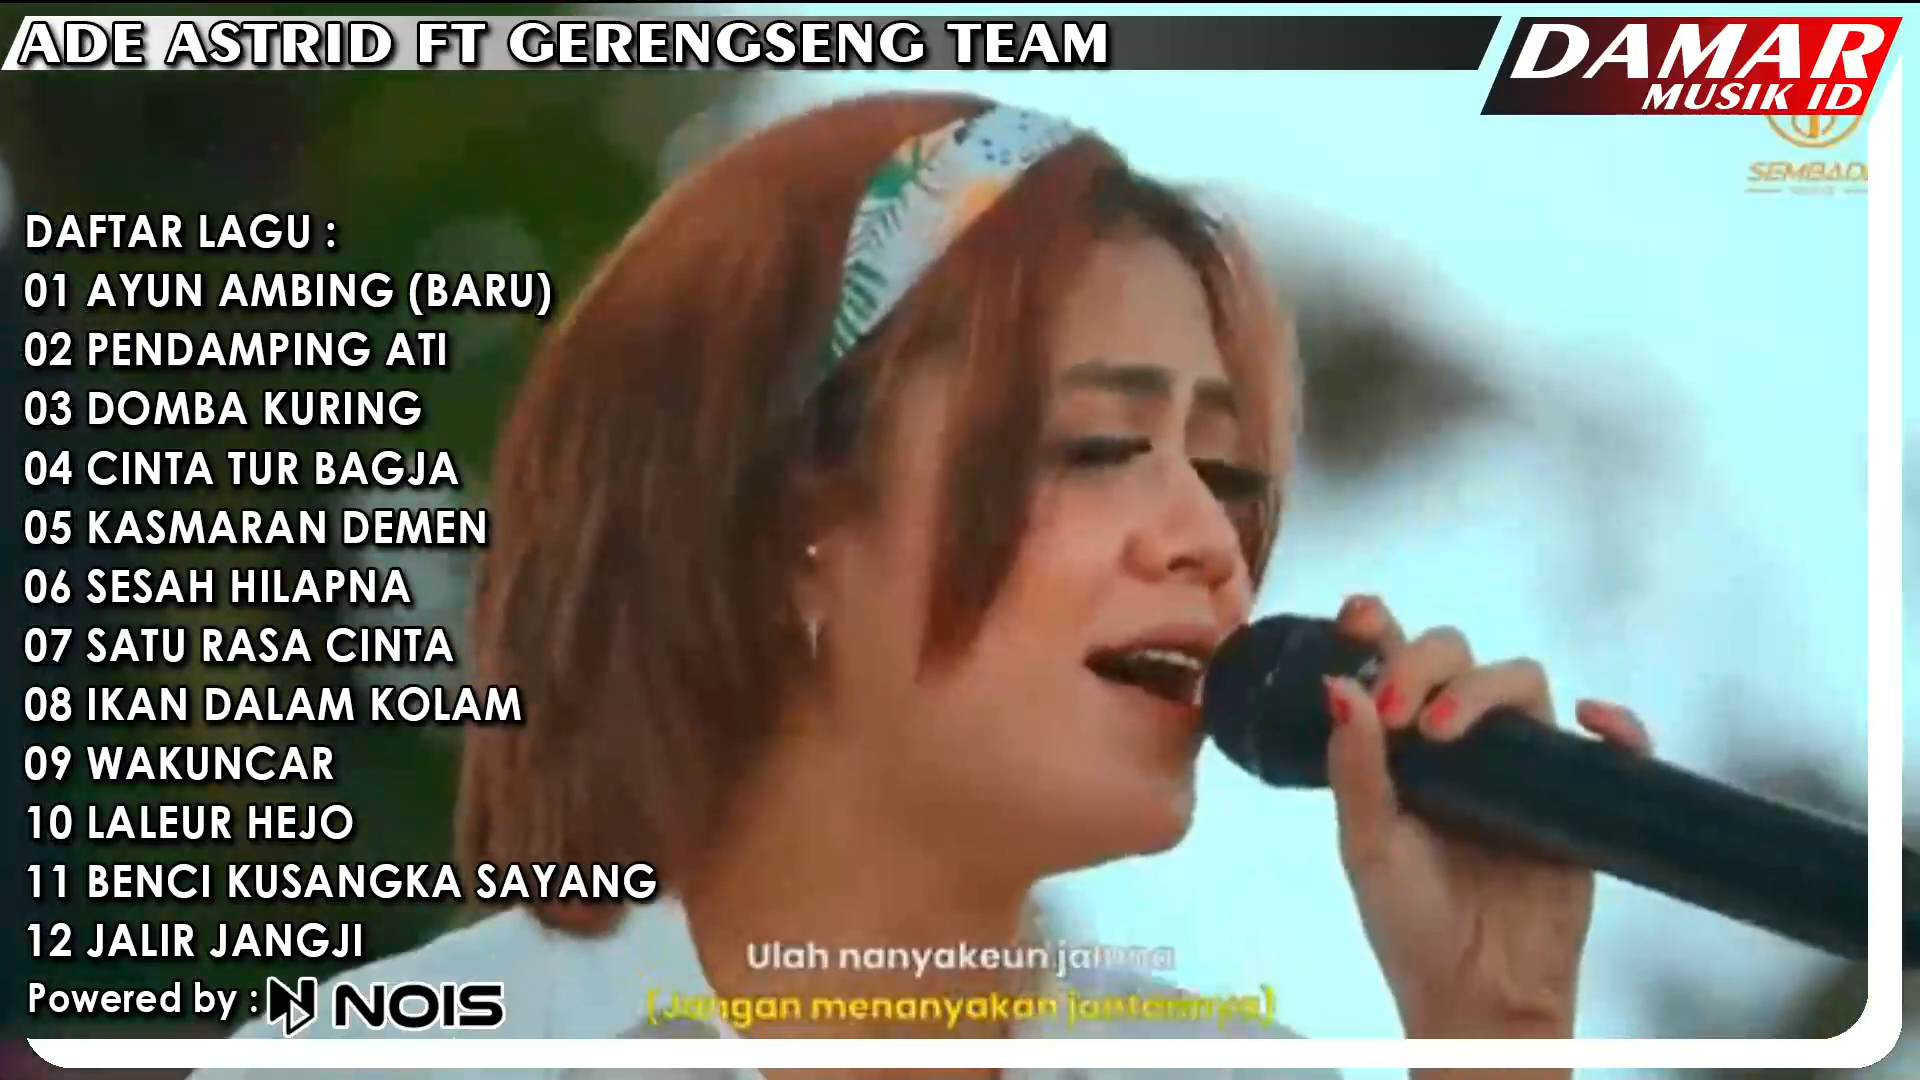 ADE ASTRID FT GERENGSENG TEAM
DAMAR
MUSIK ID
DAFTAR LAGU :
01 AYUN AMBING (BARU)
02 PENDAMPING ATI
03 DOMBA KURING
04 CINTA TUR BAGJA
05 KASMARAN DEMEN
06 SESAH HILAPNA
07 SATU RASA CINTA
08 IKAN DALAM KOLAM
09 WAKUNCAR
10 LALEUR HEJO
11 BENCI KUSANGKA SAYANG
12 JALIR JANGJI
Powered by : NOIS
Ulah nanyakeun
(Jangan menanyakan